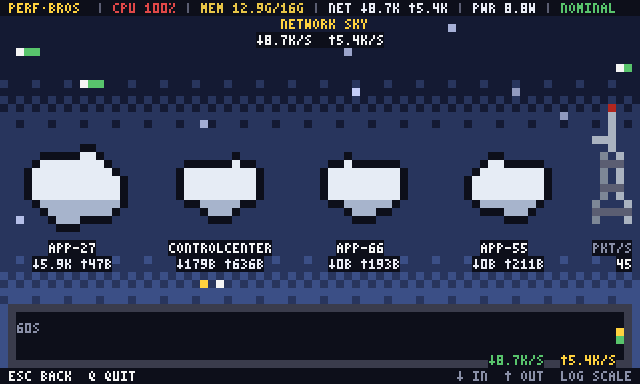 PERF-BROS | CPU 100% | MEM 12.9G/16G | NET ↓8.7K ↑5.4K | PWR 8.8W | NOMINAL
NETWORK SKY
↓8.7K/S ↑5.4K/S
APP-27 CONTROLCENTER APP-66 APP-55 PKT/S
↓5.9K ↑47B ↓179B ↑636B ↓0B ↑193B ↓0B ↑211B 45
60S
↓8.7K/S ↑5.4K/S
ESC BACK Q QUIT ↓ IN ↑ OUT LOG SCALE